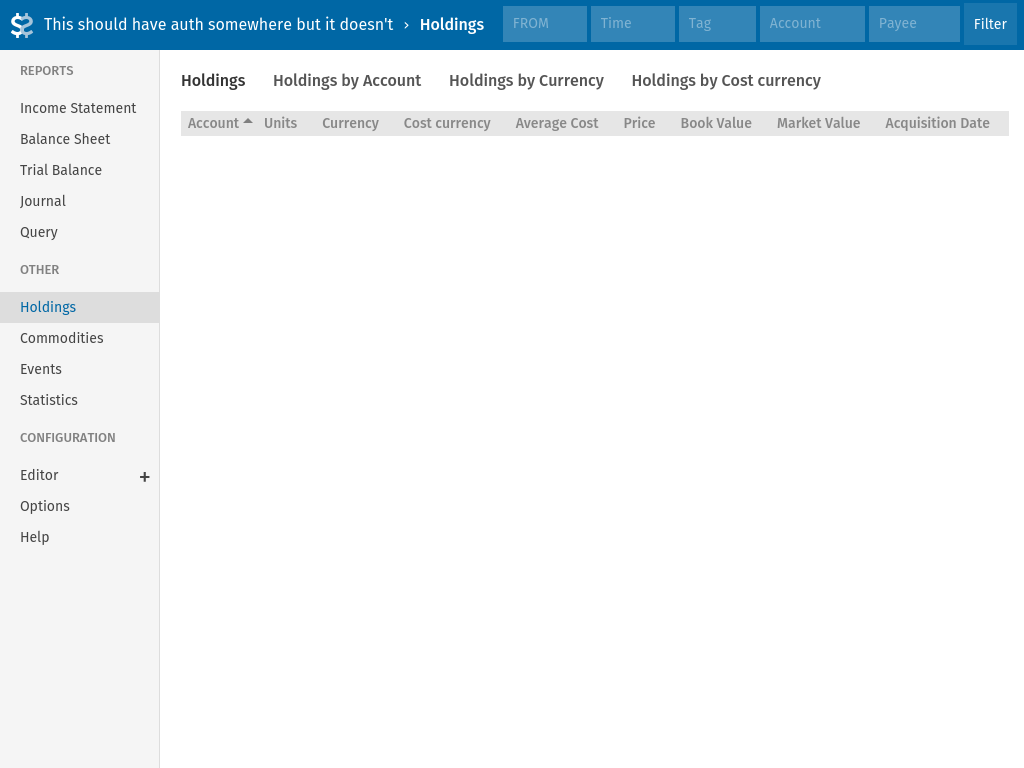 This should have auth somewhere but it doesn't › Holdings FROM Time Tag Account Payee Filter
REPORTS
Income Statement
Balance Sheet
Trial Balance
Journal
Query
OTHER
Holdings
Commodities
Events
Statistics
CONFIGURATION
Editor +
Options
Help
Holdings Holdings by Account Holdings by Currency Holdings by Cost currency
Account Units Currency Cost currency Average Cost Price Book Value Market Value Acquisition Date